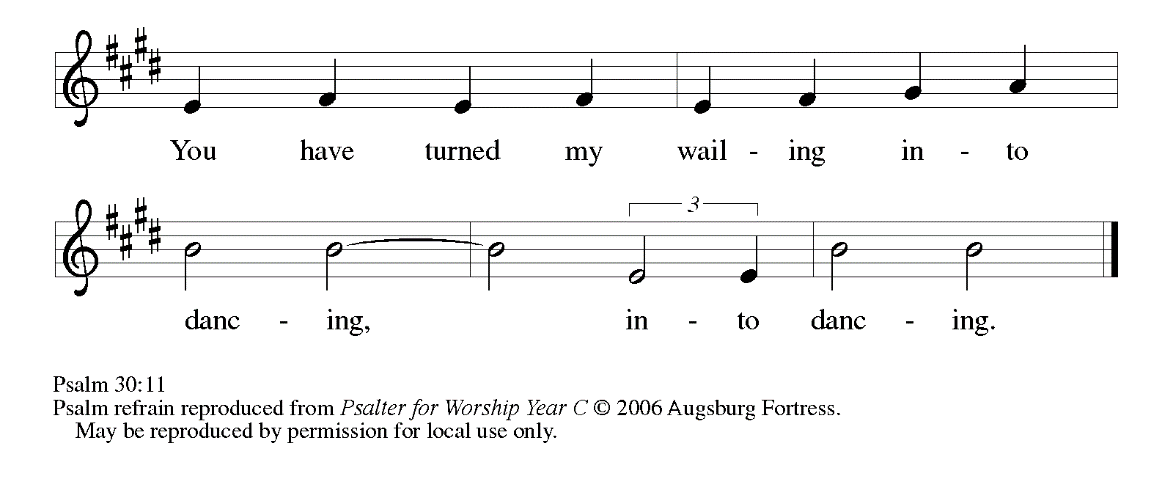 You have turned my wail - ing in - to
3
danc - ing, in - to danc - ing.
Psalm 30:11
Psalm refrain reproduced from Psalter for Worship Year C © 2006 Augsburg Fortress.
May be reproduced by permission for local use only.